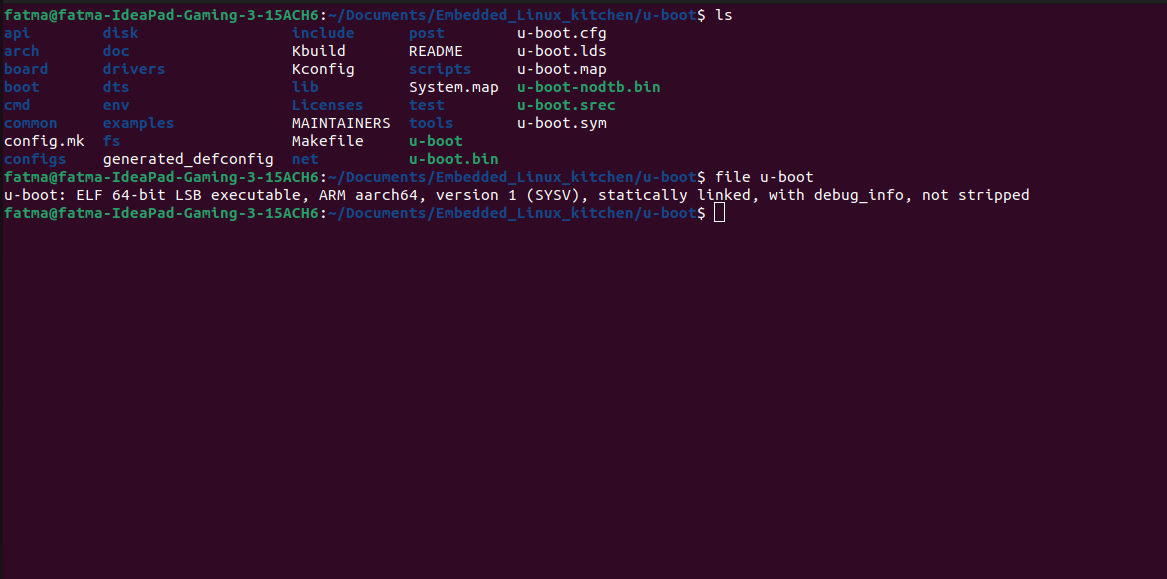 fatma@fatma-IdeaPad-Gaming-3-15ACH6:~/Documents/Embedded_Linux_kitchen/u-boot$ ls
api        disk               include      post        u-boot.cfg
arch       doc                Kbuild       README      u-boot.lds
board      drivers            Kconfig      scripts     u-boot.map
boot       dts                lib          System.map  u-boot-nodtb.bin
cmd        env                Licenses     test        u-boot.srec
common     examples           MAINTAINERS  tools       u-boot.sym
config.mk  fs                 Makefile     u-boot
configs    generated_defconfig  net          u-boot.bin
fatma@fatma-IdeaPad-Gaming-3-15ACH6:~/Documents/Embedded_Linux_kitchen/u-boot$ file u-boot
u-boot: ELF 64-bit LSB executable, ARM aarch64, version 1 (SYSV), statically linked, with debug_info, not stripped
fatma@fatma-IdeaPad-Gaming-3-15ACH6:~/Documents/Embedded_Linux_kitchen/u-boot$